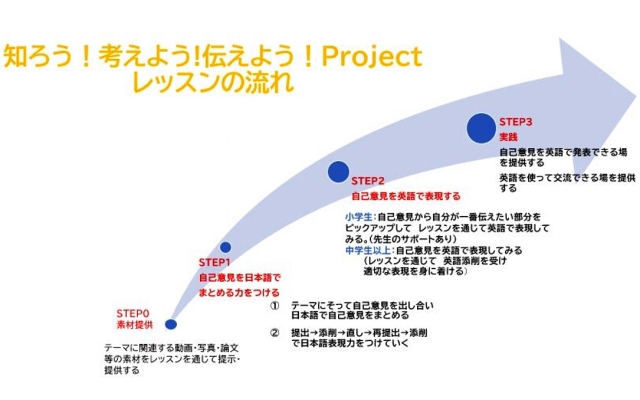 知ろう！考えよう!伝えよう！Project
レッスンの流れ
STEP3
実践
自己意見を英語で発表できる場
を提供する
英語を使って交流できる場を提供
する
STEP2
自己意見を英語で表現する
小学生：自己意見から自分が一番伝えたい部分を
ピックアップして レッスンを通じて英語で表現して
みる。（先生のサポートあり）
中学生以上：自己意見を英語で表現してみる
（レッスンを通じて 英語添削を受け
適切な表現を身に着ける）
STEP1
自己意見を日本語で
まとめる力をつける
① テーマにそって自己意見を出し合い
日本語で自己意見をまとめる
② 提出→添削→直し→再提出→添削
で日本語表現力をつけていく
STEP0
素材提供
テーマに関連する動画・写真・論文
等の素材をレッスンを通じて提示・
提供する